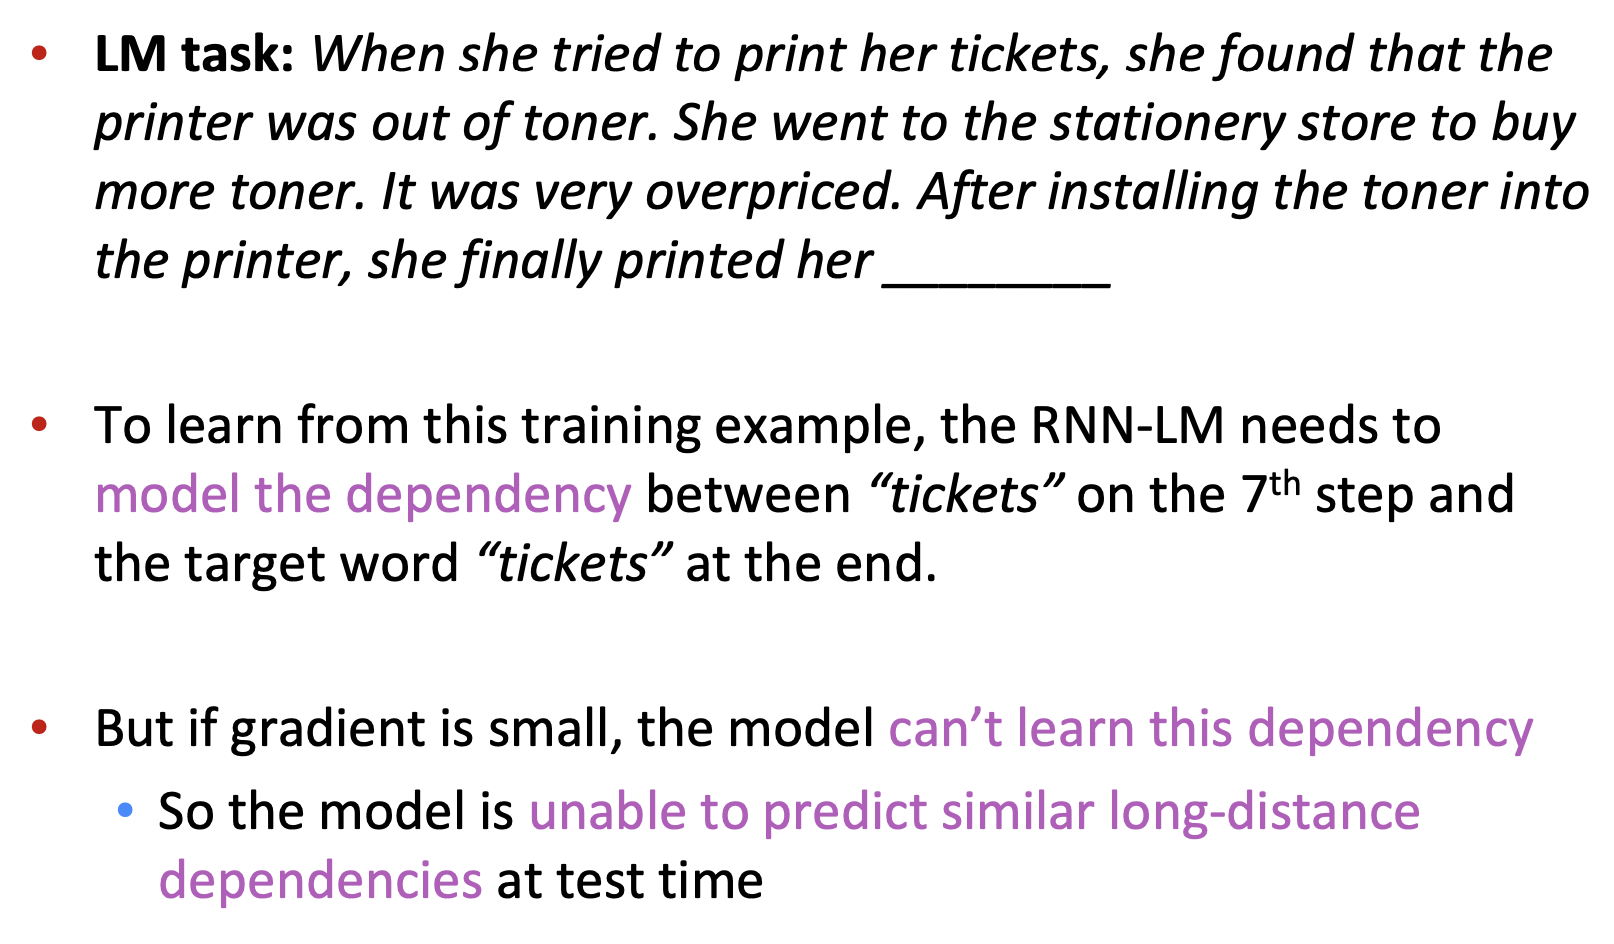 • LM task: When she tried to print her tickets, she found that the
printer was out of toner. She went to the stationery store to buy
more toner. It was very overpriced. After installing the toner into
the printer, she finally printed her ________
• To learn from this training example, the RNN-LM needs to
model the dependency between “tickets” on the 7th step and
the target word “tickets” at the end.
• But if gradient is small, the model can’t learn this dependency
• So the model is unable to predict similar long-distance
dependencies at test time